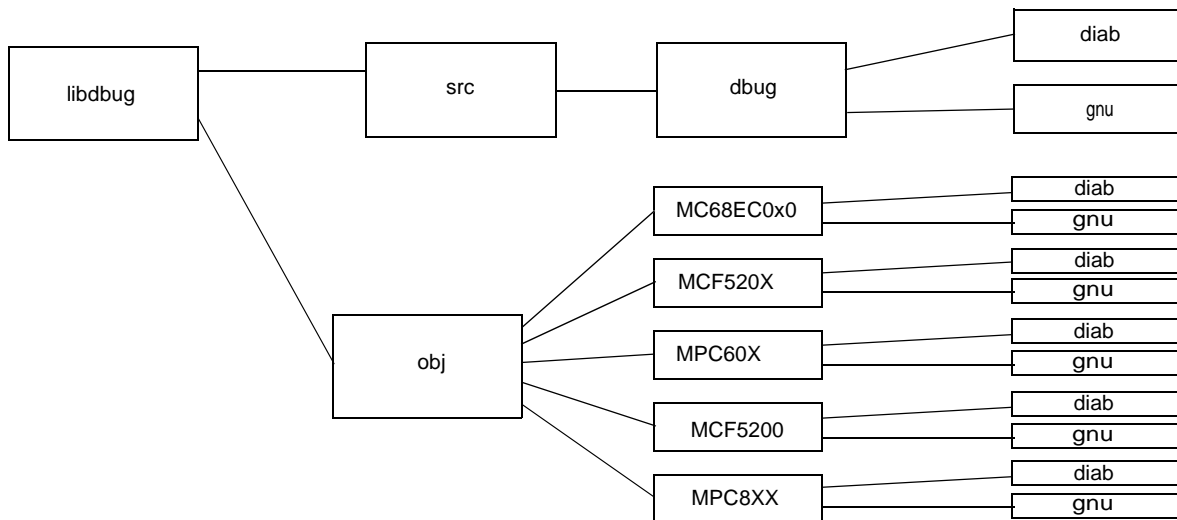 libdbug
src
dbug
diab
gnu
obj
MC68EC0x0
diab
gnu
MCF520X
diab
gnu
MPC60X
diab
gnu
MCF5200
diab
gnu
MPC8XX
diab
gnu